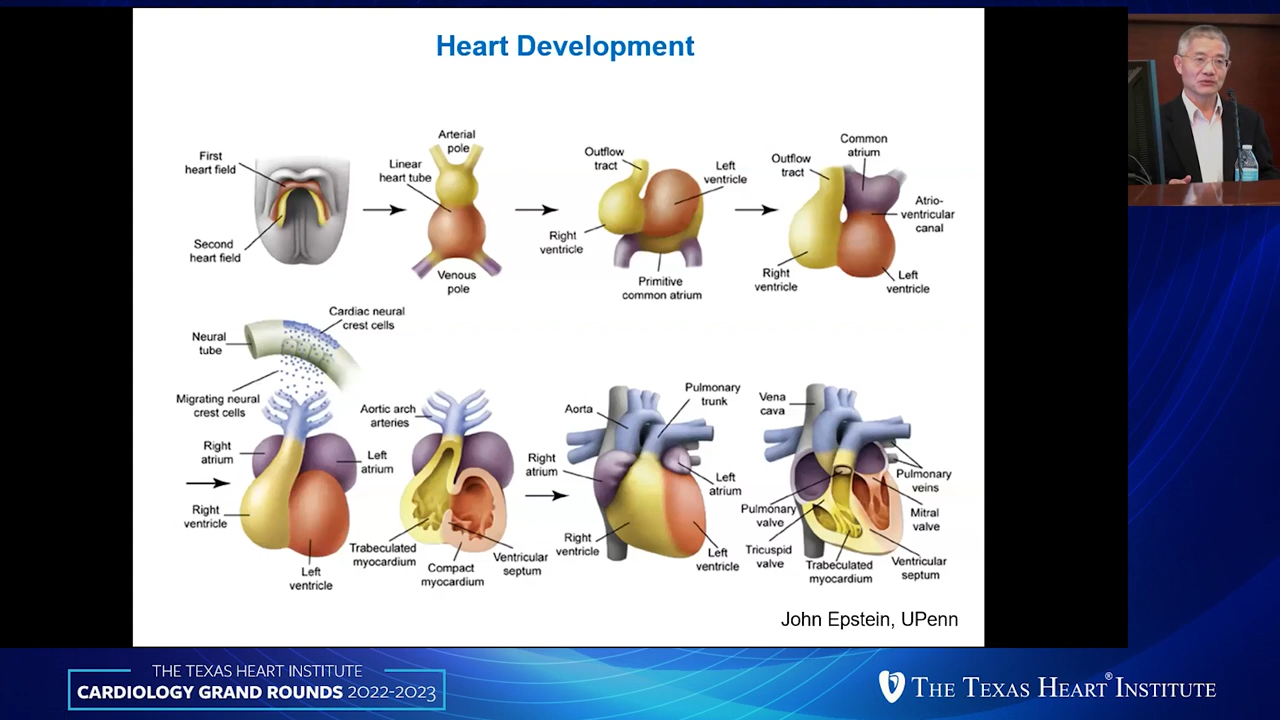 Heart Development
First
heart field
Second
heart field
Arterial
pole
Linear
heart tube
Venous
pole
Outflow
tract
Left
ventricle
Right
ventricle
Primitive
common atrium
Common
atrium
Outflow
tract
Atrio-
ventricular
canal
Right
ventricle
Left
ventricle
Cardiac neural
crest cells
Neural
tube
Migrating neural
crest cells
Right
atrium
Left
atrium
Right
ventricle
Left
ventricle
Aortic arch
arteries
Trabeculated
myocardium
Compact
myocardium
Ventricular
septum
Aorta
Pulmonary
trunk
Right
atrium
Left
atrium
Right
ventricle
Left
ventricle
Vena
cava
Pulmonary
veins
Pulmonary
valve
Mitral
valve
Tricuspid
valve
Trabeculated
myocardium
Ventricular
septum
John Epstein, UPenn
THE TEXAS HEART INSTITUTE
CARDIOLOGY GRAND ROUNDS 2022-2023
THE TEXAS HEART® INSTITUTE